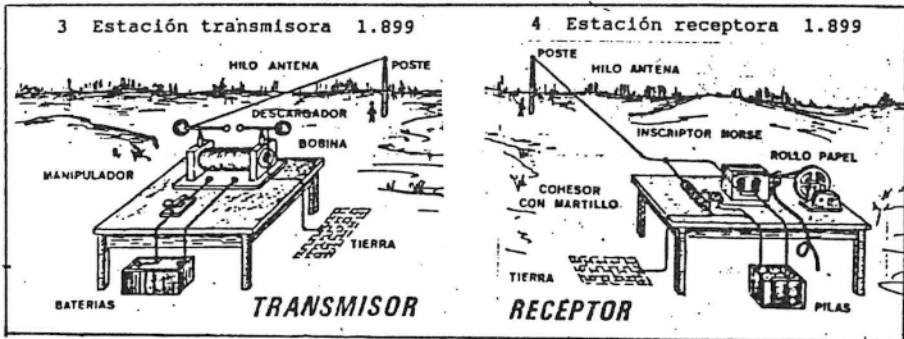 3 Estación transmisora 1.899
HILO ANTENA
POSTE
DESCARGADOR
BOBINA
MANIPULADOR
TIERRA
BATERIAS
TRANSMISOR
4 Estación receptora 1.899
POSTE
HILO ANTENA
INSCRIPTOR MORSE
ROLLO PAPEL
COHESOR
CON MARTILLO
TIERRA
PILAS
RECEPTOR